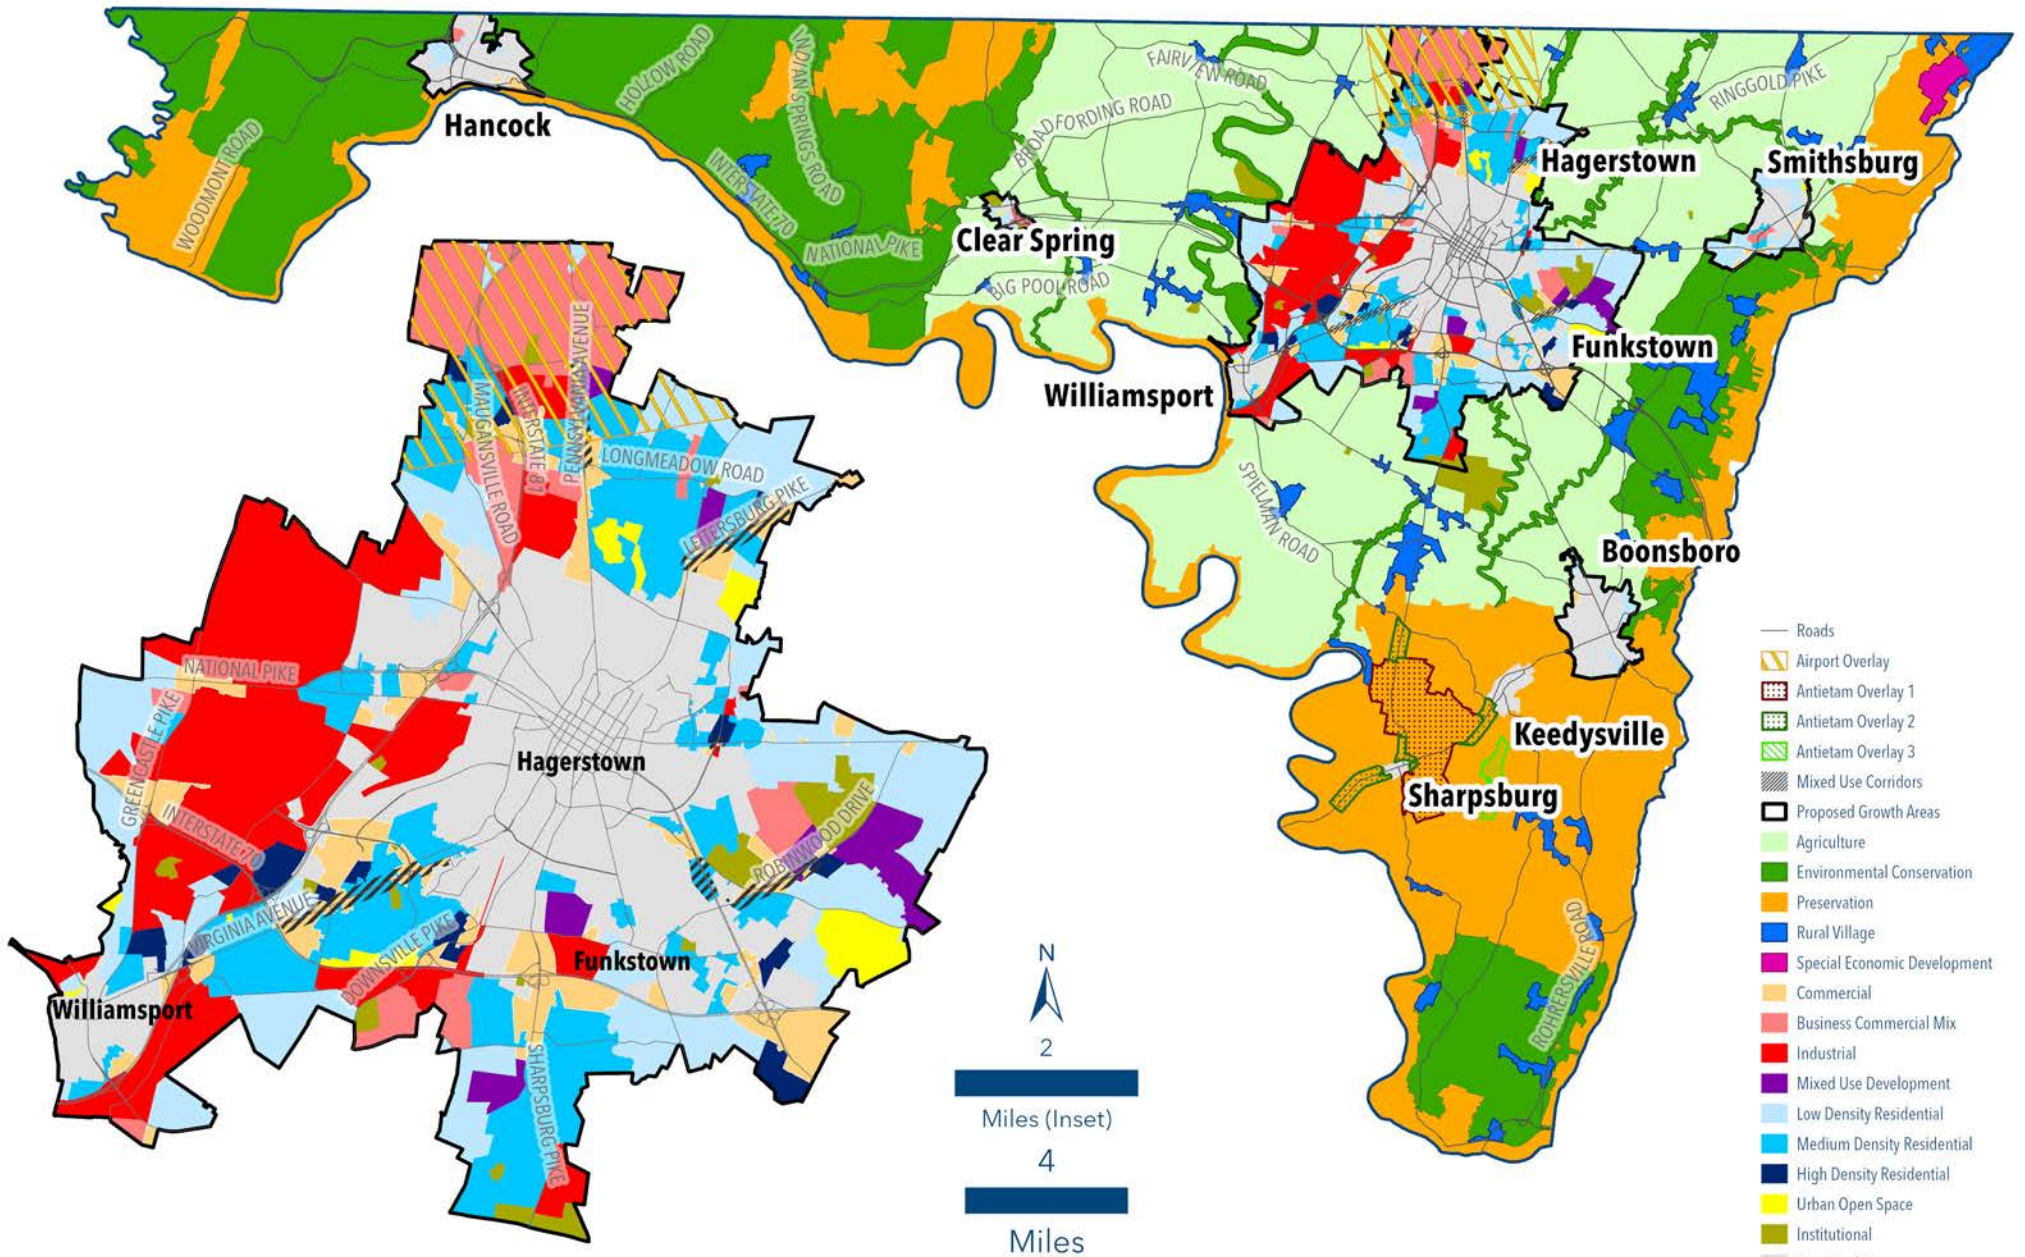 HOLLOW ROAD
INDIAN SPRINGS ROAD
FAIRVIEW ROAD
RINGGOLD PIKE
Hancock
WOODMONT ROAD
BROADFORDING ROAD
Hagerstown
Smithsburg
INTERSTATE 70
NATIONAL PIKE
Clear Spring
BIG POOL ROAD
Funkstown
Williamsport
MAUGANSVILLE ROAD
INTERSTATE 81
PENNSYLVANIA AVENUE
LONGMEADOW ROAD
LEITERSBURG PIKE
SPIELMAN ROAD
Boonsboro
NATIONAL PIKE
GREENCASTLE PIKE
Hagerstown
INTERSTATE 70
ROBINWOOD DRIVE
VIRGINIA AVENUE
DOWNSVILLE PIKE
Funkstown
Williamsport
SHARPSBURG PIKE
Keedysville
Sharpsburg
ROHRERSVILLE ROAD
N
2
Miles (Inset)
4
Miles
Roads
Airport Overlay
Antietam Overlay 1
Antietam Overlay 2
Antietam Overlay 3
Mixed Use Corridors
Proposed Growth Areas
Agriculture
Environmental Conservation
Preservation
Rural Village
Special Economic Development
Commercial
Business Commercial Mix
Industrial
Mixed Use Development
Low Density Residential
Medium Density Residential
High Density Residential
Urban Open Space
Institutional